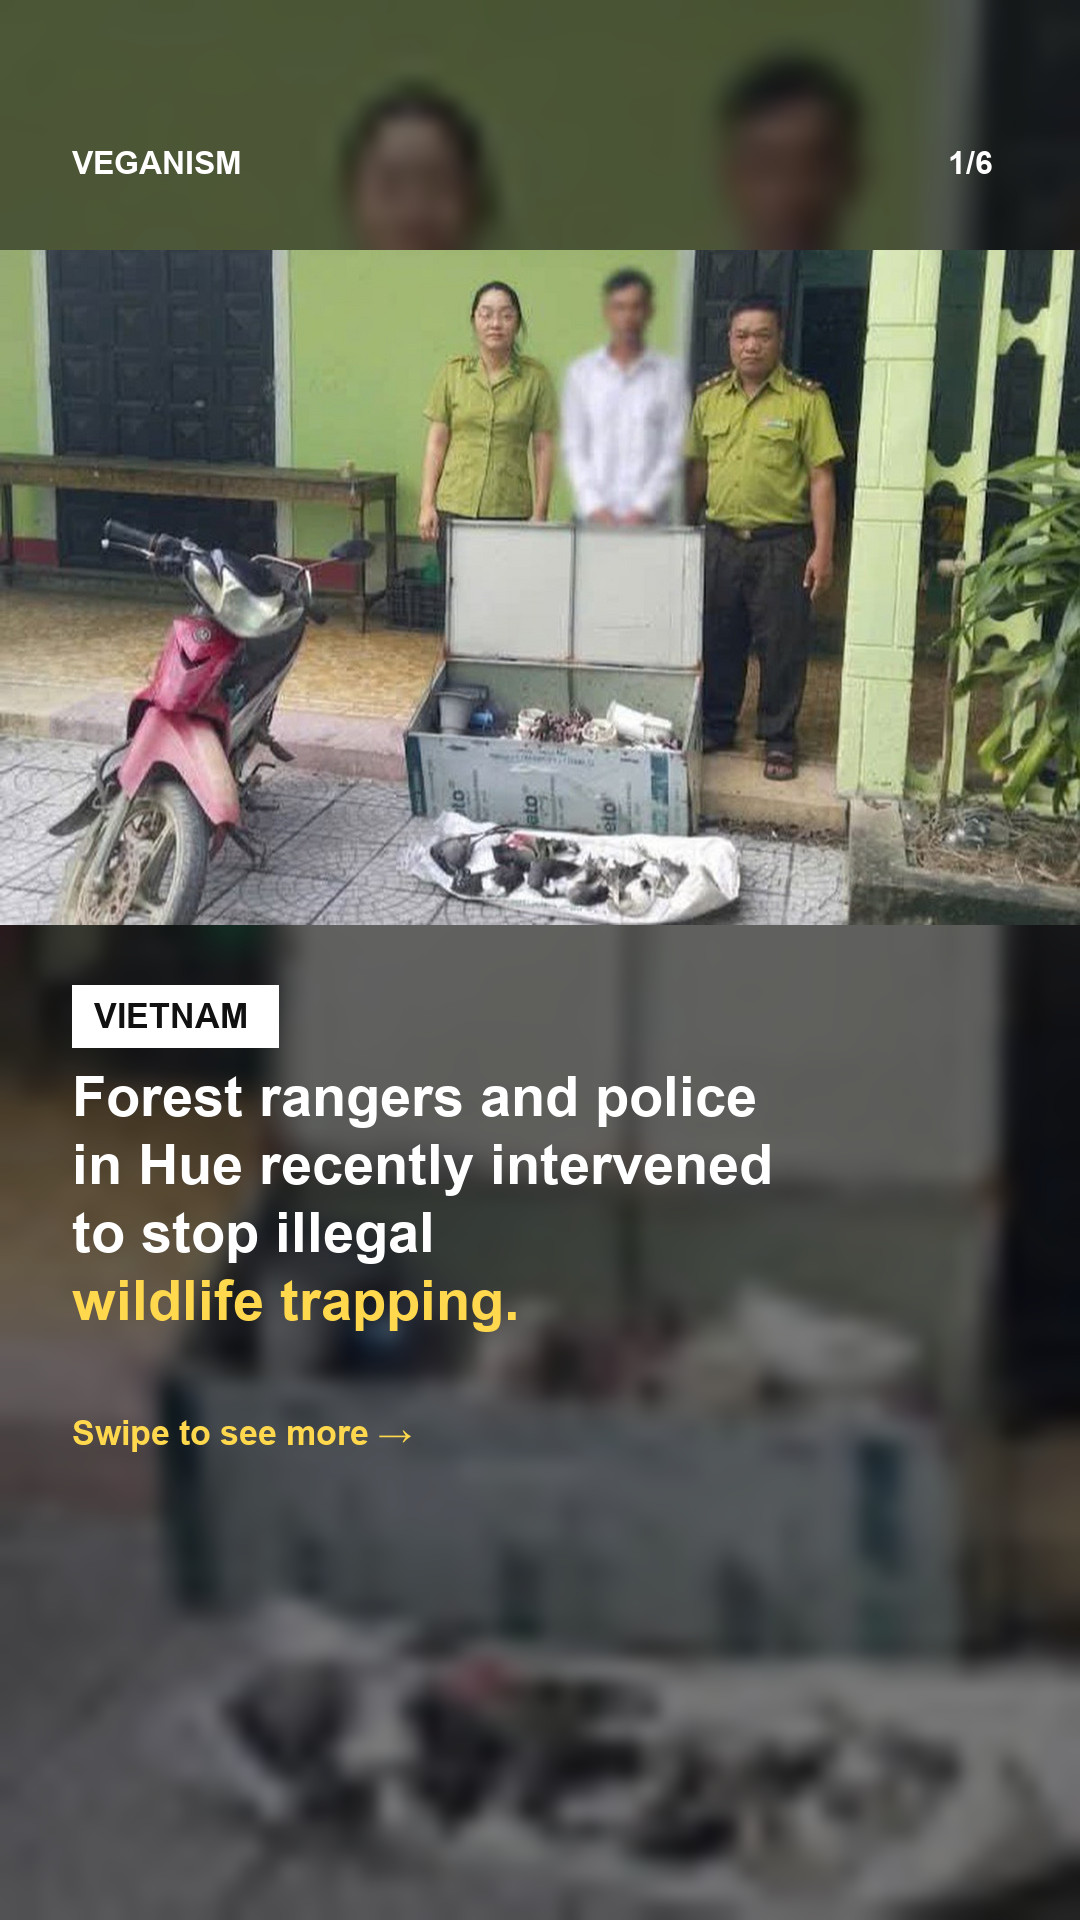 VEGANISM
1/6
VIETNAM
Forest rangers and police
in Hue recently intervened
to stop illegal
wildlife trapping.
Swipe to see more →